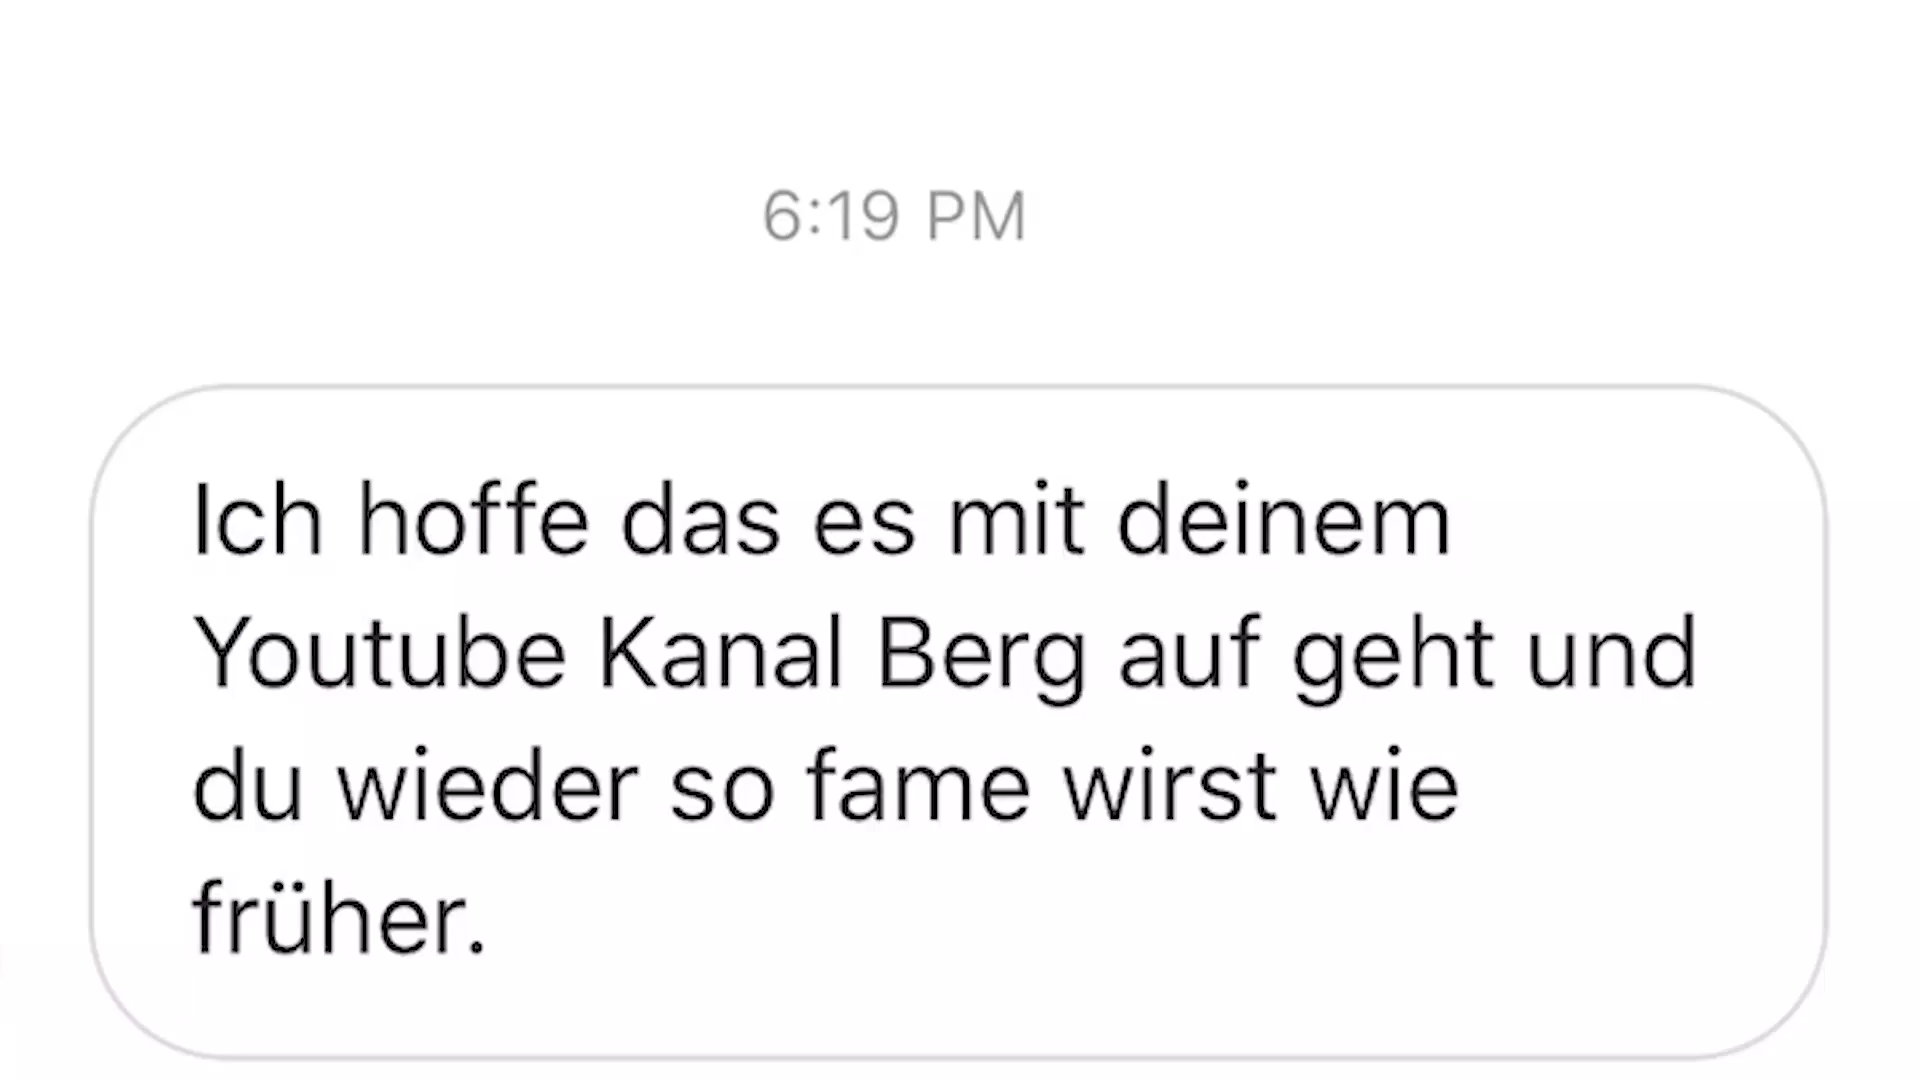 6:19 PM
Ich hoffe das es mit deinem
Youtube Kanal Berg auf geht und
du wieder so fame wirst wie
früher.